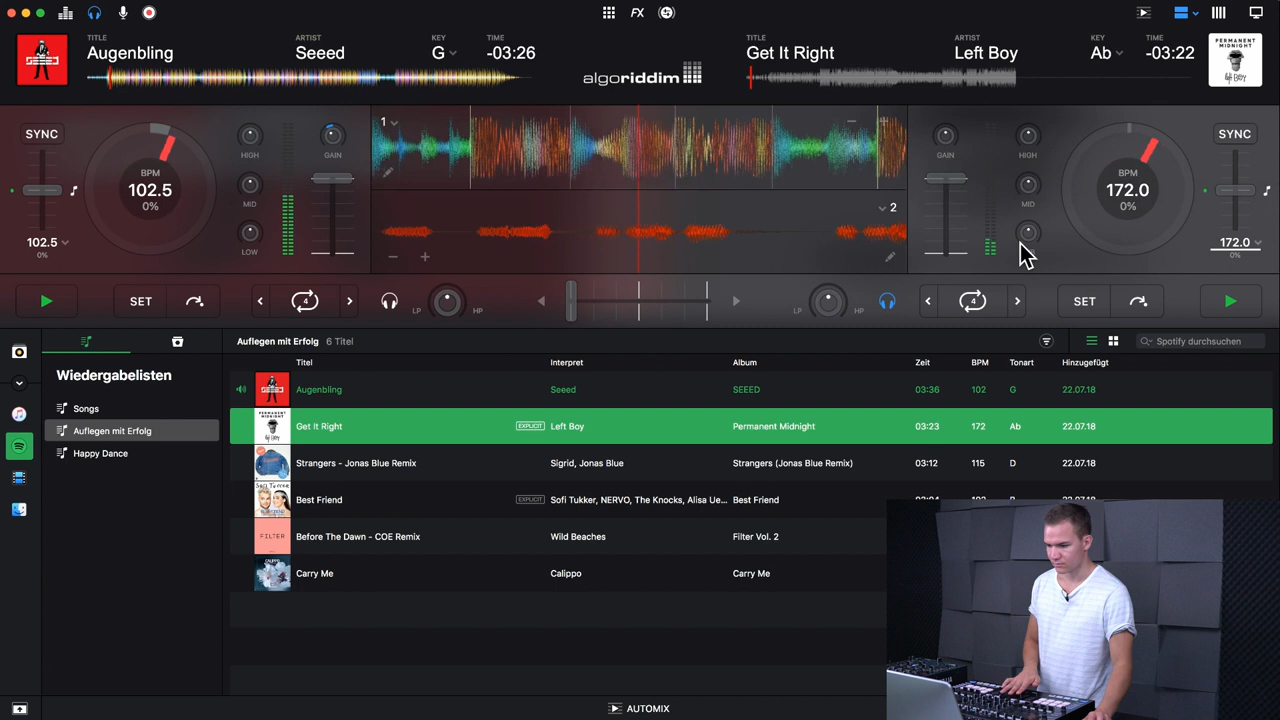 FX
TITLE
Augenbling
ARTIST
Seeed
KEY
G
TIME
-03:26
algoriddim
TITLE
Get It Right
ARTIST
Left Boy
KEY
Ab
TIME
-03:22
PERMANENT
MIDNIGHT
SYNC
BPM
102.5
0%
102.5
0%
HIGH
MID
LOW
GAIN
1
2
GAIN
HIGH
MID
BPM
172.0
0%
SYNC
172.0
0%
SET
4
LP
HP
LP
HP
4
SET
Wiedergabelisten
Songs
Auflegen mit Erfolg
Happy Dance
Auflegen mit Erfolg 6 Titel
Spotify durchsuchen
Titel Interpret Album Zeit BPM Tonart Hinzugefügt
Augenbling Seeed SEEED 03:36 102 G 22.07.18
Get It Right EXPLICIT Left Boy Permanent Midnight 03:23 172 Ab 22.07.18
Strangers - Jonas Blue Remix Sigrid, Jonas Blue Strangers (Jonas Blue Remix) 03:12 115 D 22.07.18
Best Friend EXPLICIT Sofi Tukker, NERVO, The Knocks, Alisa Ue... Best Friend
FILTER
Before The Dawn - COE Remix Wild Beaches Filter Vol. 2
Carry Me Calippo Carry Me
AUTOMIX